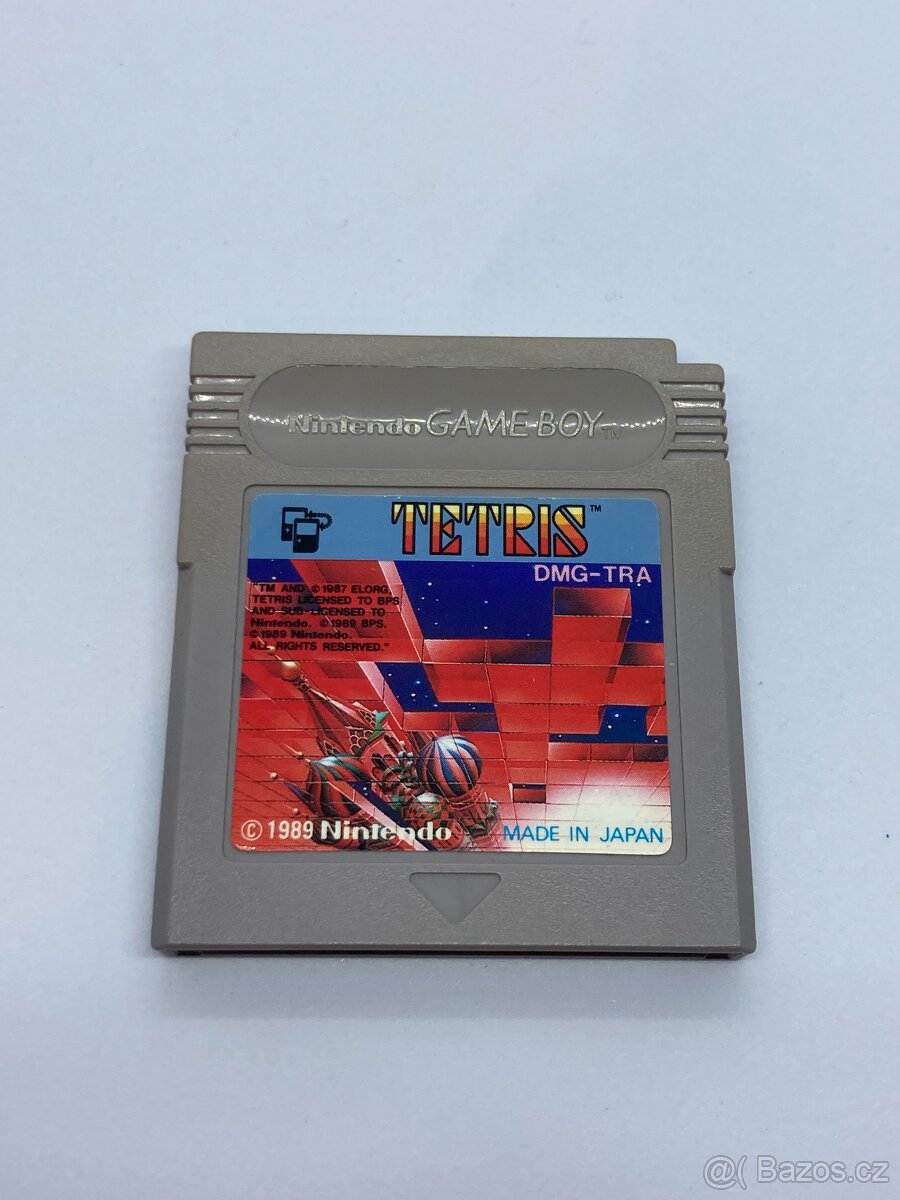 Nintendo GAME BOY TM
TETRIS™
DMG-TRA
"TM AND © 1987 ELORG,
TETRIS LICENSED TO BPS
AND SUB-LICENSED TO
Nintendo. © 1989 BPS.
© 1989 Nintendo.
ALL RIGHTS RESERVED."
© 1989 Nintendo
MADE IN JAPAN
@( Bazos.cz